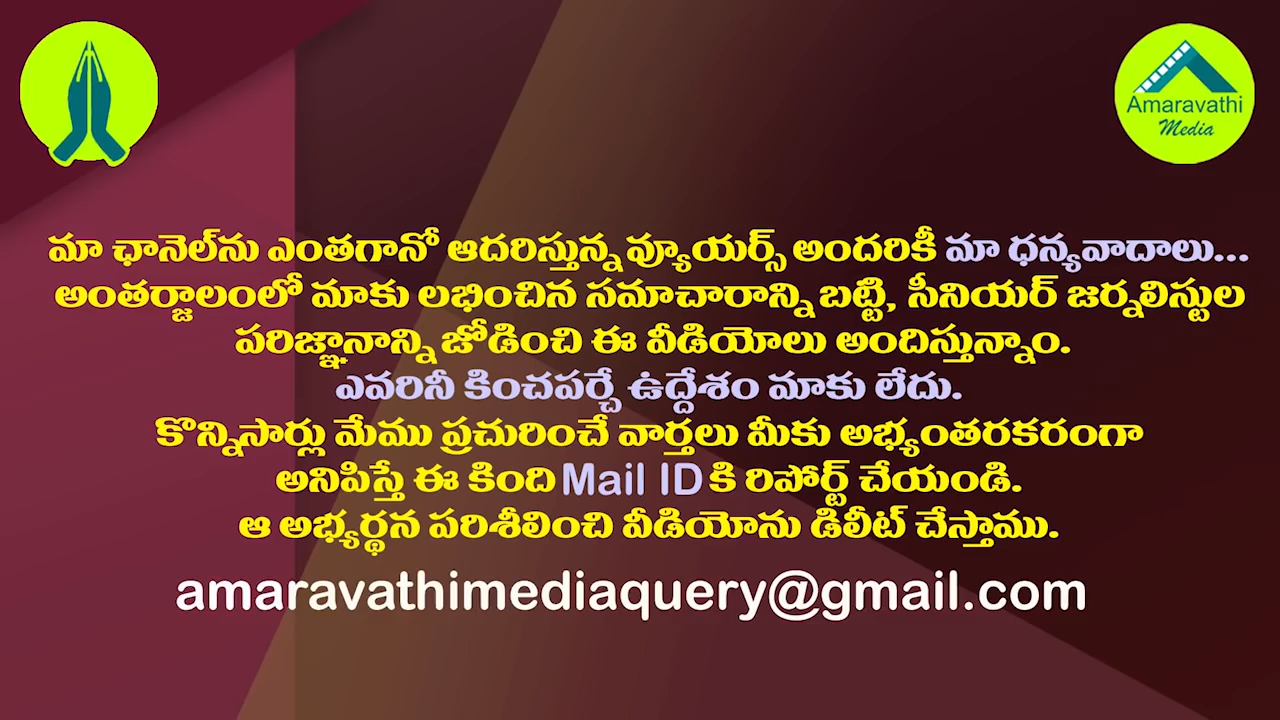 Amaravathi
Media
మా ఛానెల్‌ను ఎంతగానో ఆదరిస్తున్న వ్యూయర్స్ అందరికీ మా ధన్యవాదాలు...
అంతర్జాలంలో మాకు లభించిన సమాచారాన్ని బట్టి, సీనియర్ జర్నలిస్టుల
పరిజ్ఞానాన్ని జోడించి ఈ వీడియోలు అందిస్తున్నాం.
ఎవరినీ కించపర్చే ఉద్దేశం మాకు లేదు.
కొన్నిసార్లు మేము ప్రచురించే వార్తలు మీకు అభ్యంతరకరంగా
అనిపిస్తే ఈ కింది Mail ID కి రిపోర్ట్ చేయండి.
ఆ అభ్యర్థన పరిశీలించి వీడియోను డిలీట్ చేస్తాము.
amaravathimediaquery@gmail.com